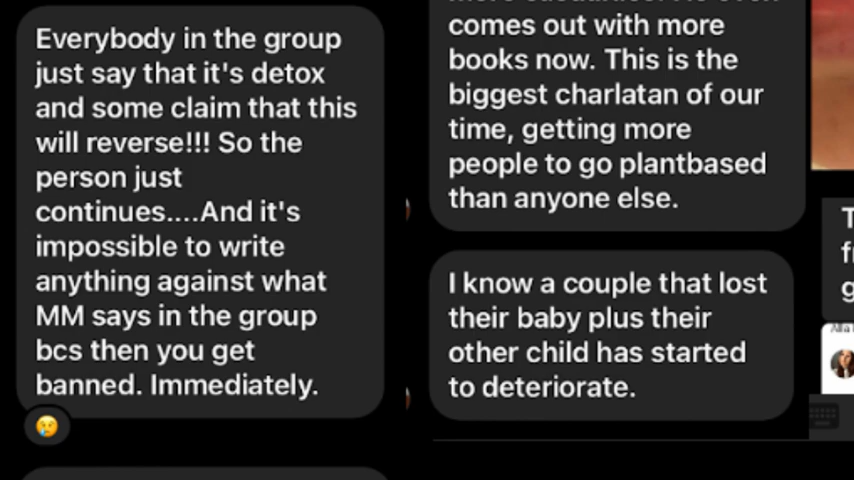 Everybody in the group
just say that it's detox
and some claim that this
will reverse!!! So the
person just
continues....And it's
impossible to write
anything against what
MM says in the group
bcs then you get
banned. Immediately.
comes out with more
books now. This is the
biggest charlatan of our
time, getting more
people to go plantbased
than anyone else.
I know a couple that lost
their baby plus their
other child has started
to deteriorate.
T
f
g